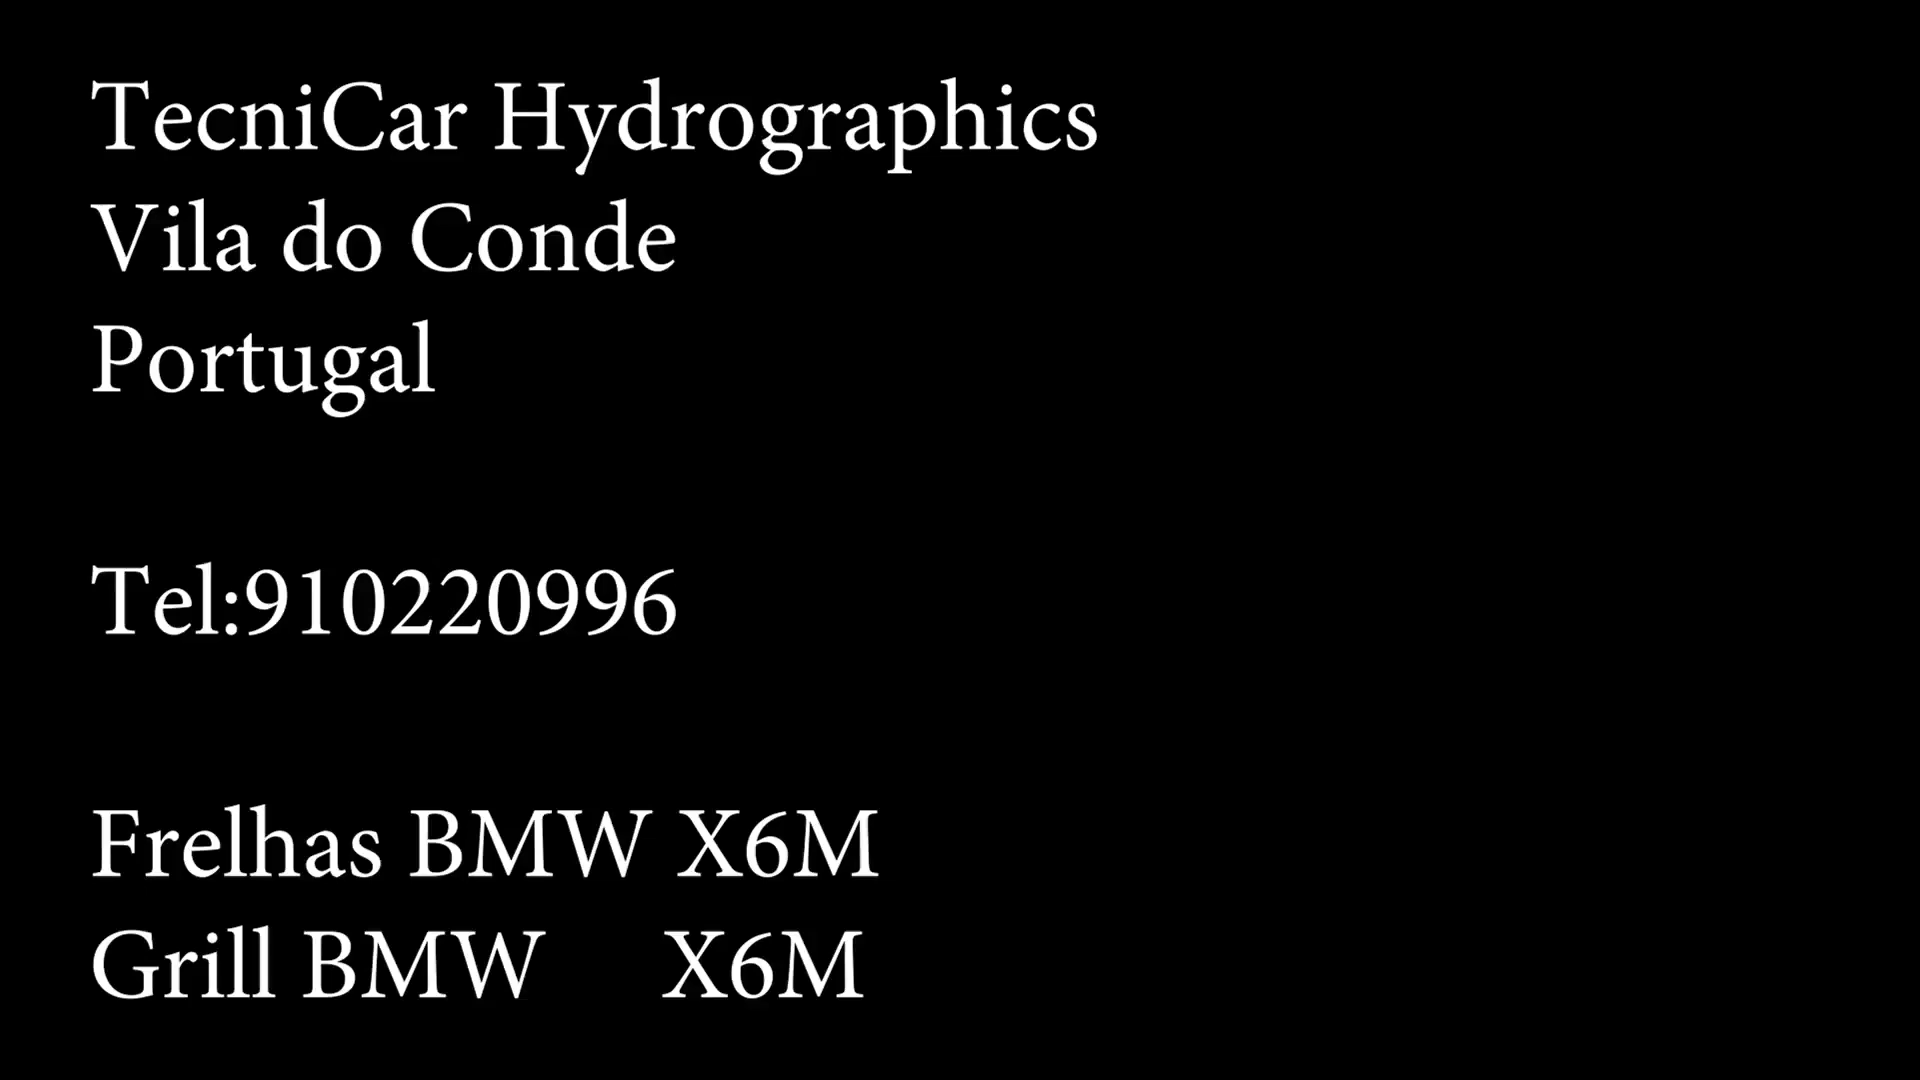 TecniCar Hydrographics
Vila do Conde
Portugal
Tel:910220996
Frelhas BMW X6M
Grill BMW X6M